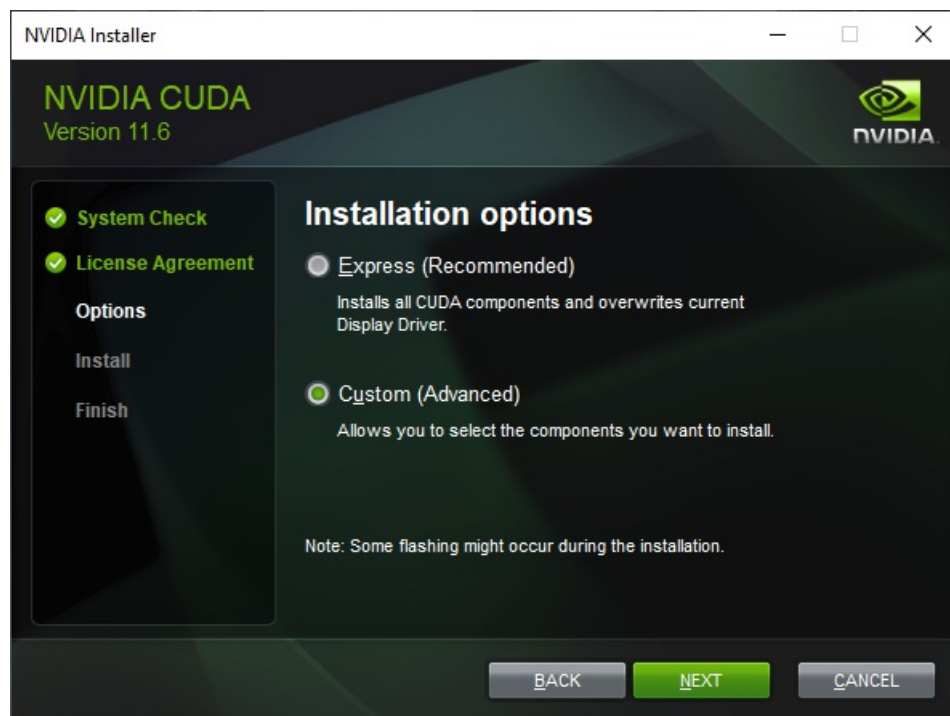 NVIDIA Installer
NVIDIA CUDA
Version 11.6
NVIDIA.
System Check
License Agreement
Options
Install
Finish
Installation options
Express (Recommended)
Installs all CUDA components and overwrites current
Display Driver.
Custom (Advanced)
Allows you to select the components you want to install.
Note: Some flashing might occur during the installation.
BACK
NEXT
CANCEL